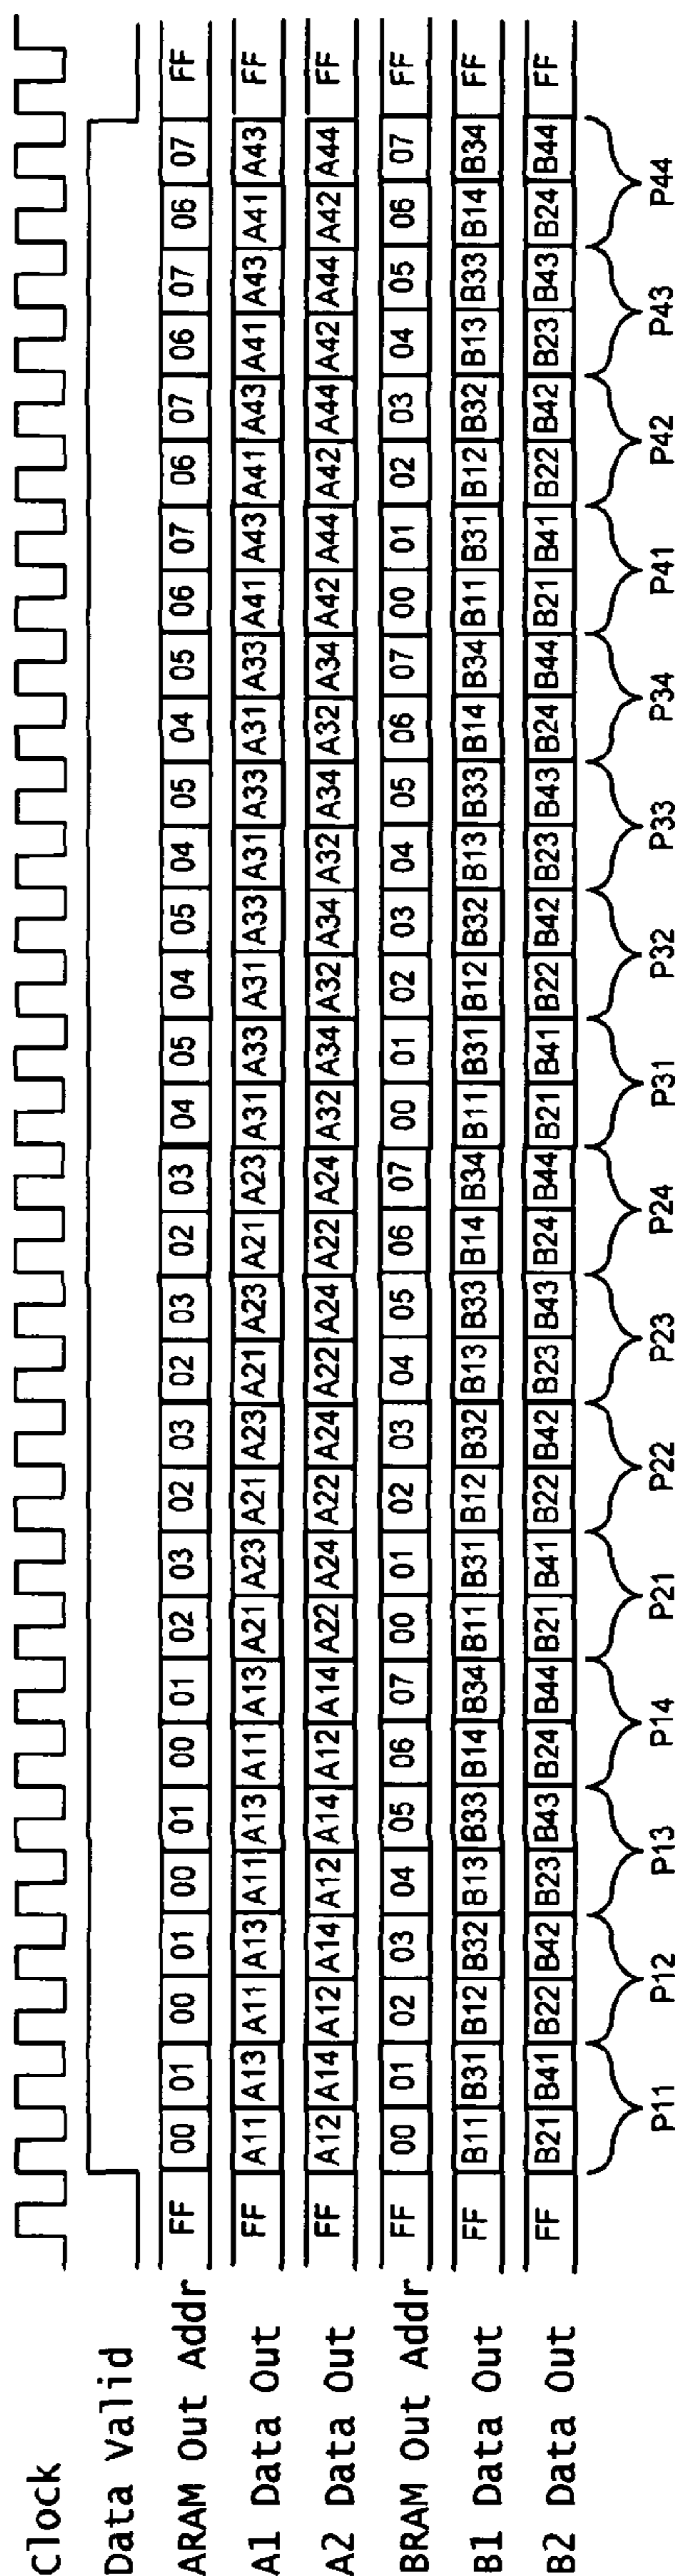 Clock
Data Valid
ARAM Out Addr FF 00 01 00 01 00 01 00 01 02 03 02 03 02 03 02 03 04 05 04 05 04 05 04 05 06 07 06 07 06 07 06 07 FF
A1 Data Out FF A11 A13 A11 A13 A11 A13 A11 A13 A21 A23 A21 A23 A21 A23 A21 A23 A31 A33 A31 A33 A31 A33 A31 A33 A41 A43 A41 A43 A41 A43 A41 A43 FF
A2 Data Out FF A12 A14 A12 A14 A12 A14 A12 A14 A22 A24 A22 A24 A22 A24 A22 A24 A32 A34 A32 A34 A32 A34 A32 A34 A42 A44 A42 A44 A42 A44 A42 A44 FF
BRAM Out Addr FF 00 01 02 03 04 05 06 07 00 01 02 03 04 05 06 07 00 01 02 03 04 05 06 07 00 01 02 03 04 05 06 07 FF
B1 Data Out FF B11 B31 B12 B32 B13 B33 B14 B34 B11 B31 B12 B32 B13 B33 B14 B34 B11 B31 B12 B32 B13 B33 B14 B34 B11 B31 B12 B32 B13 B33 B14 B34 FF
B2 Data Out FF B21 B41 B22 B42 B23 B43 B24 B44 B21 B41 B22 B42 B23 B43 B24 B44 B21 B41 B22 B42 B23 B43 B24 B44 B21 B41 B22 B42 B23 B43 B24 B44 FF
P11 P12 P13 P14 P21 P22 P23 P24 P31 P32 P33 P34 P41 P42 P43 P44